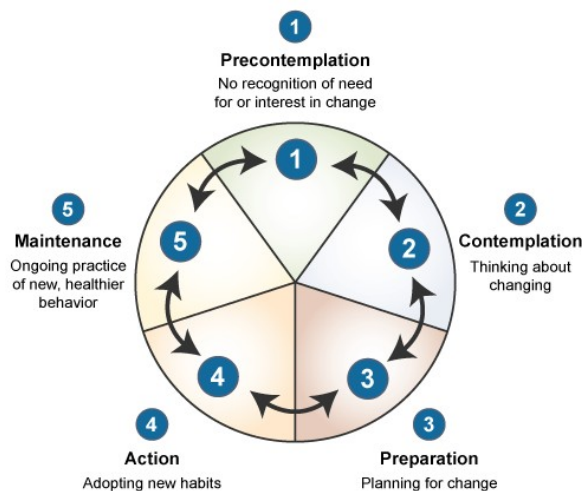 1
Precontemplation
No recognition of need
for or interest in change
1
2
Contemplation
Thinking about
changing
2
3
Preparation
Planning for change
3
4
Action
Adopting new habits
4
5
Maintenance
Ongoing practice
of new, healthier
behavior
5